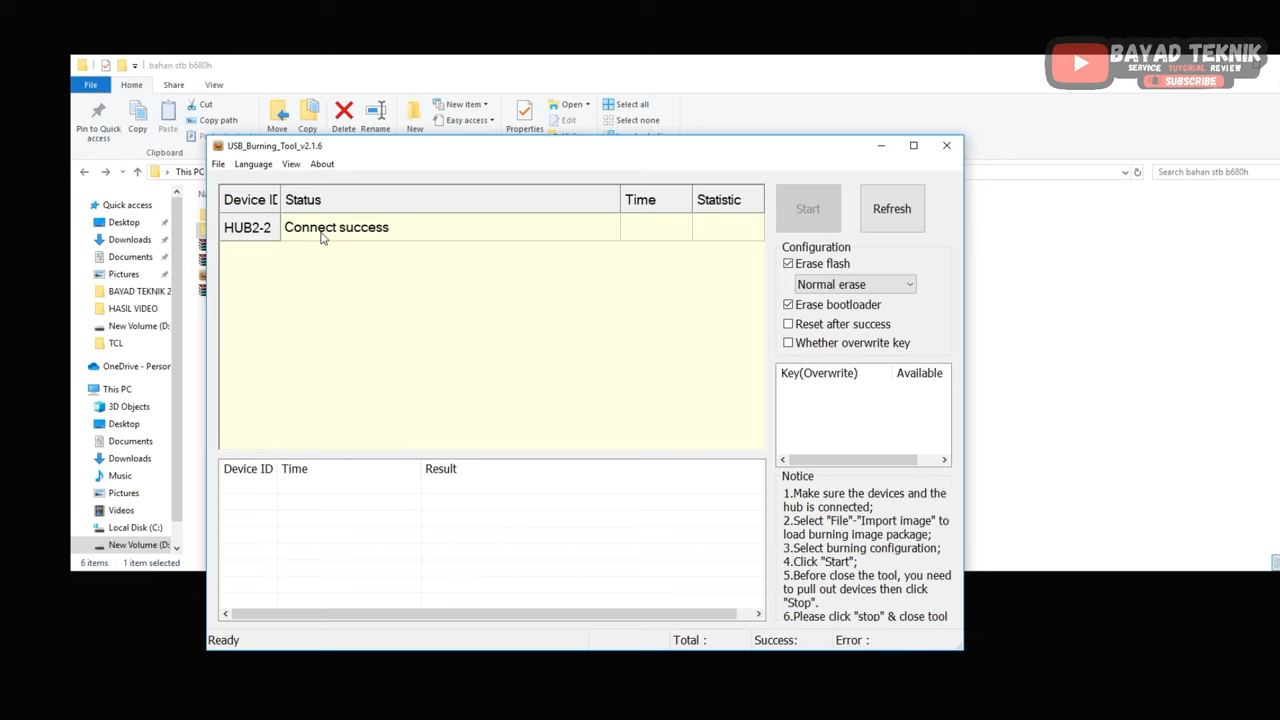 BAYAD TEKNIK
SERVICE TUTORIAL REVIEW
SUBSCRIBE
bahan stb b680h
File Home Share View
Pin to Quick access
Copy
Paste
Cut
Copy path
Clipboard
Move
Copy
Delete
Rename
New
New item
Easy access
Properties
Open
Edit
Select all
Select none
This PC
Search bahan stb b680h
Quick access
Desktop
Downloads
Documents
Pictures
BAYAD TEKNIK 2
HASIL VIDEO
New Volume (D:
TCL
OneDrive - Person
This PC
3D Objects
Desktop
Documents
Downloads
Music
Pictures
Videos
Local Disk (C:)
New Volume (D:
6 items 1 item selected
USB_Burning_Tool_v2.1.6
File Language View About
Device ID Status Time Statistic
HUB2-2 Connect success
Start Refresh
Configuration
Erase flash
Normal erase
Erase bootloader
Reset after success
Whether overwrite key
Key(Overwrite) Available
Device ID Time Result
Notice
1.Make sure the devices and the
hub is connected;
2.Select "File"-"Import image" to
load burning image package;
3.Select burning configuration;
4.Click "Start";
5.Before close the tool, you need
to pull out devices then click
"Stop".
6.Please click "stop" & close tool
Ready Total : Success: Error :